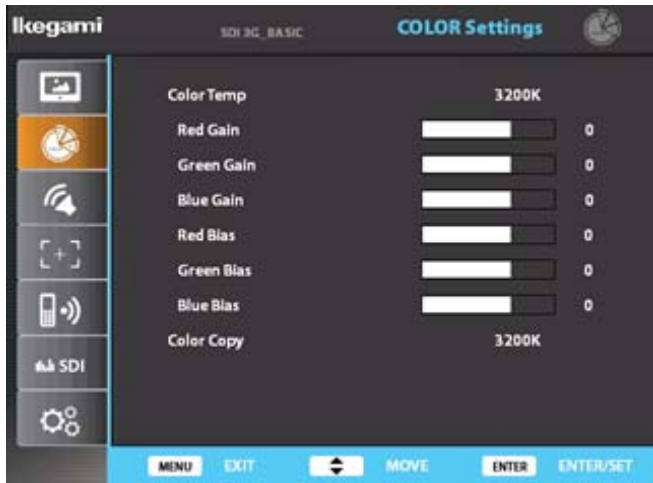 Ikegami SDI 3G_BASIC COLOR Settings
Color Temp 3200K
Red Gain 0
Green Gain 0
Blue Gain 0
Red Bias 0
Green Bias 0
Blue Bias 0
Color Copy 3200K
SDI
MENU EXIT MOVE ENTER ENTER/SET